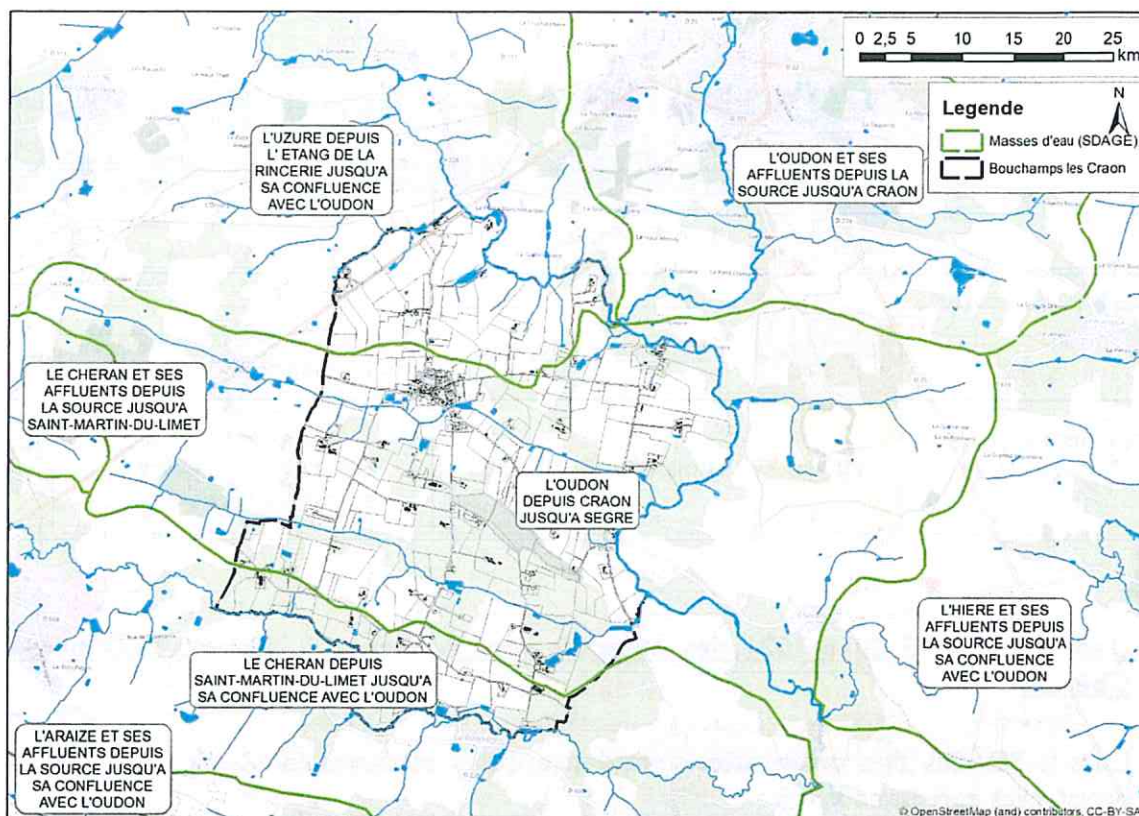 0 2,5 5 10 15 20 25
km
N
Legende
Masses d'eau (SDAGE)
Bouchamps les Craon
L'UZURE DEPUIS
L' ETANG DE LA
RINCERIE JUSQU'A
SA CONFLUENCE
AVEC L'OUDON
L'OUDON ET SES
AFFLUENTS DEPUIS LA
SOURCE JUSQU'A CRAON
LE CHERAN ET SES
AFFLUENTS DEPUIS
LA SOURCE JUSQU'A
SAINT-MARTIN-DU-LIMET
L'OUDON
DEPUIS CRAON
JUSQU'A SEGRE
L'HIERE ET SES
AFFLUENTS DEPUIS
LA SOURCE JUSQU'A
SA CONFLUENCE
AVEC L'OUDON
LE CHERAN DEPUIS
SAINT-MARTIN-DU-LIMET JUSQU'A
SA CONFLUENCE AVEC L'OUDON
L'ARAIZE ET SES
AFFLUENTS DEPUIS
LA SOURCE JUSQU'A
SA CONFLUENCE
AVEC L'OUDON
© OpenStreetMap (and) contributors, CC-BY-SA